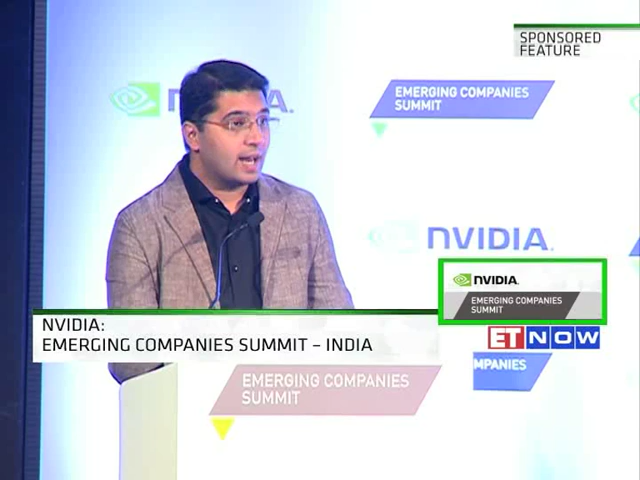 SPONSORED
FEATURE
EMERGING COMPANIES
SUMMIT
NVIDIA.
NVIDIA.
NVIDIA.
EMERGING COMPANIES
SUMMIT
NVIDIA:
EMERGING COMPANIES SUMMIT – INDIA
ET NOW
EMERGING COMPANIES
SUMMIT
MPANIES